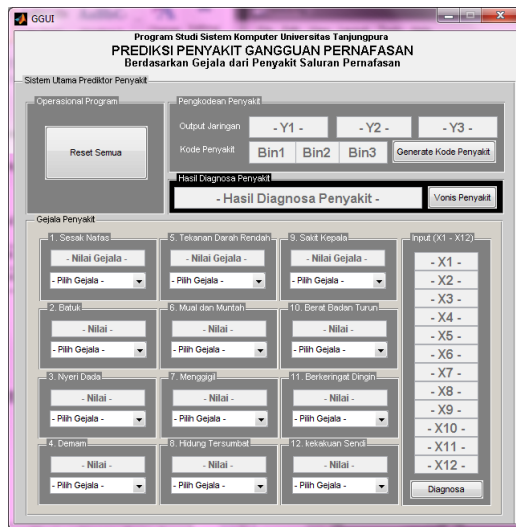 GGUI
Program Studi Sistem Komputer Universitas Tanjungpura
PREDIKSI PENYAKIT GANGGUAN PERNAFASAN
Berdasarkan Gejala dari Penyakit Saluran Pernafasan
Sistem Utama Prediktor Penyakit
Operasional Program
Reset Semua
Pengkodean Penyakit
Output Jaringan - Y1 - - Y2 - - Y3 -
Kode Penyakit Bin1 Bin2 Bin3 Generate Kode Penyakit
Hasil Diagnosa Penyakit
- Hasil Diagnosa Penyakit - Vonis Penyakit
Gejala Penyakit
1. Sesak Nafas
- Nilai Gejala -
- Pilih Gejala -
5. Tekanan Darah Rendah
- Nilai Gejala -
- Pilih Gejala -
9. Sakit Kepala
- Nilai Gejala -
- Pilih Gejala -
2. Batuk
- Nilai -
- Pilih Gejala -
6. Mual dan Muntah
- Nilai -
- Pilih Gejala -
10. Berat Badan Turun
- Nilai -
- Pilih Gejala -
3. Nyeri Dada
- Nilai -
- Pilih Gejala -
7. Menggigil
- Nilai -
- Pilih Gejala -
11. Berkeringat Dingin
- Nilai -
- Pilih Gejala -
4. Demam
- Nilai -
- Pilih Gejala -
8. Hidung Tersumbat
- Nilai -
- Pilih Gejala -
12. kekakuan Sendi
- Nilai -
- Pilih Gejala -
Input (X1 - X12)
- X1 -
- X2 -
- X3 -
- X4 -
- X5 -
- X6 -
- X7 -
- X8 -
- X9 -
- X10 -
- X11 -
- X12 -
Diagnosa